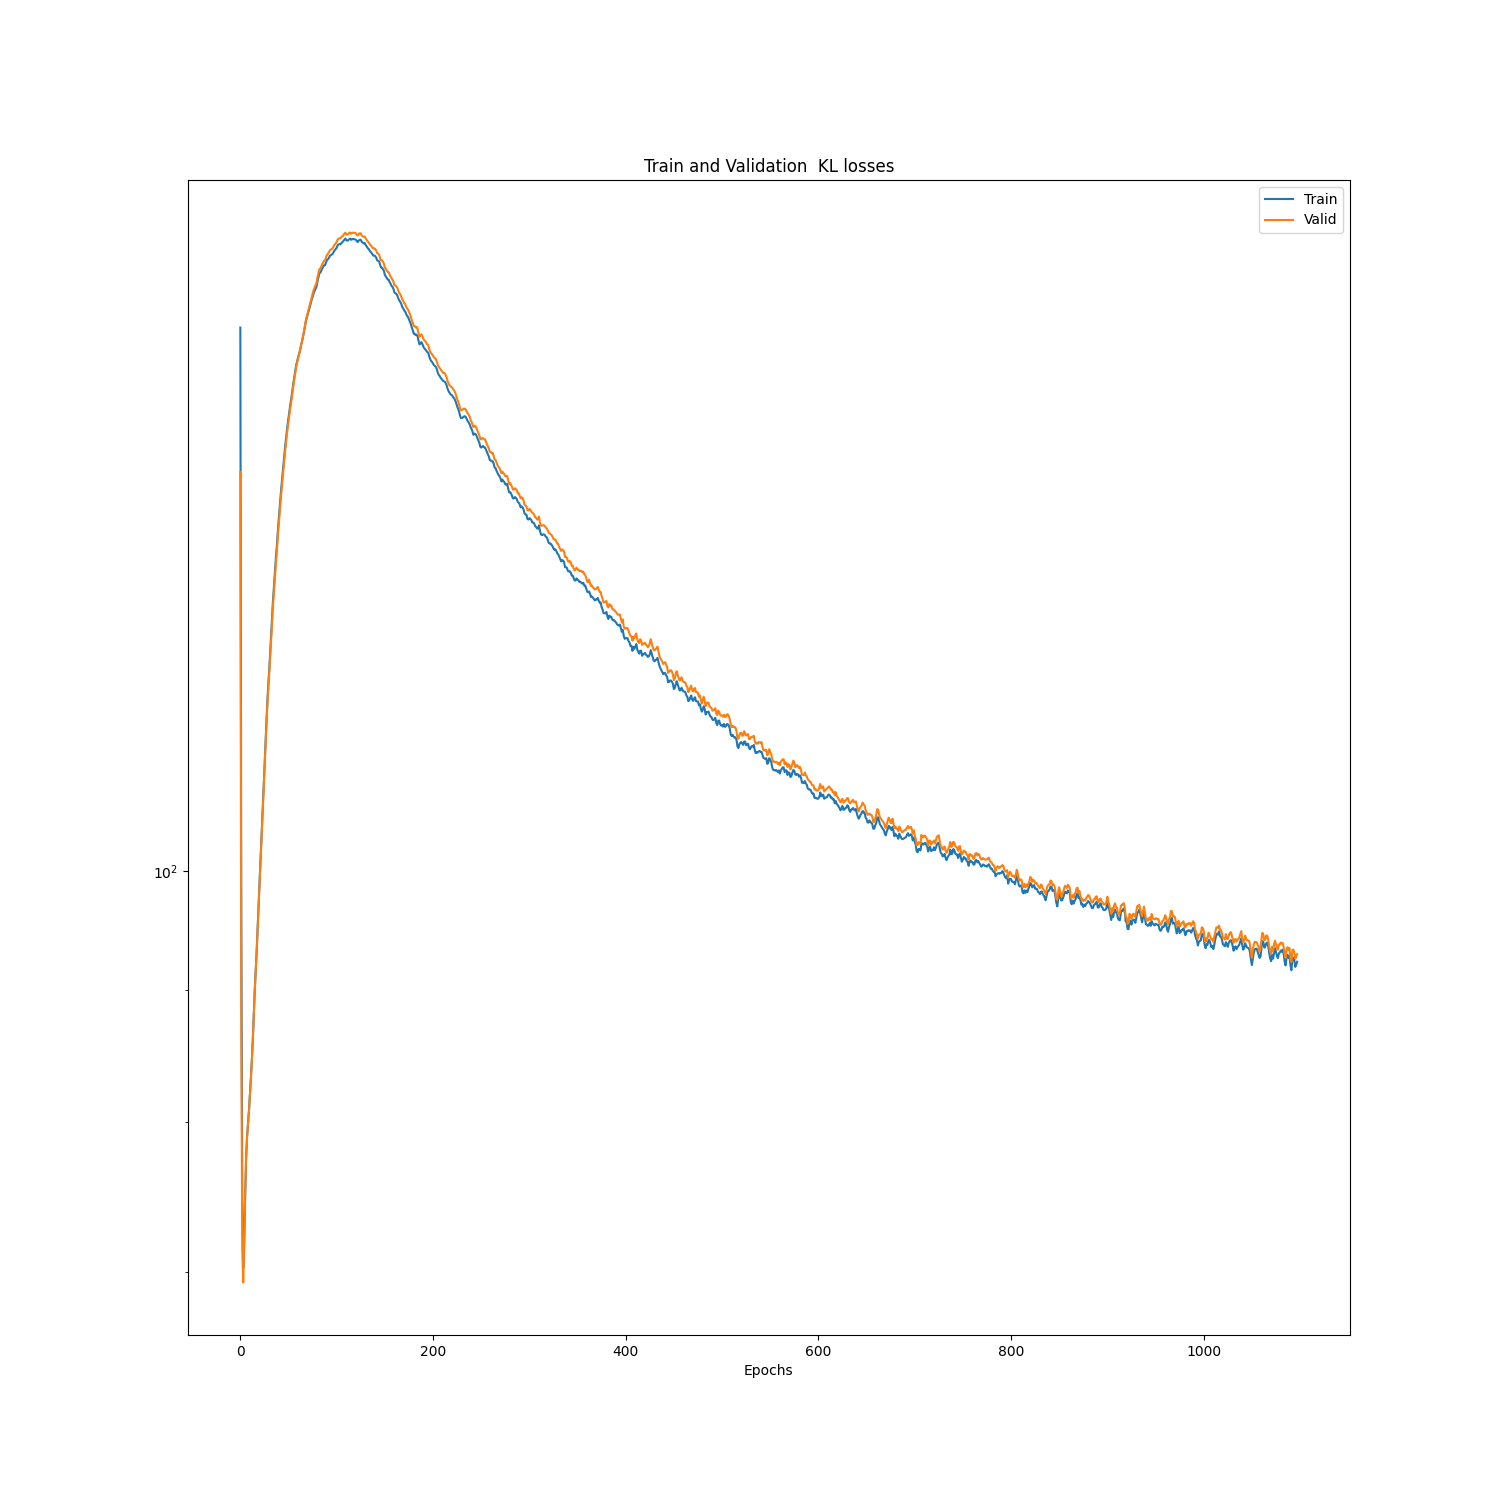 Train and Validation  KL losses
Train
Valid
10²
0 200 400 600 800 1000
Epochs